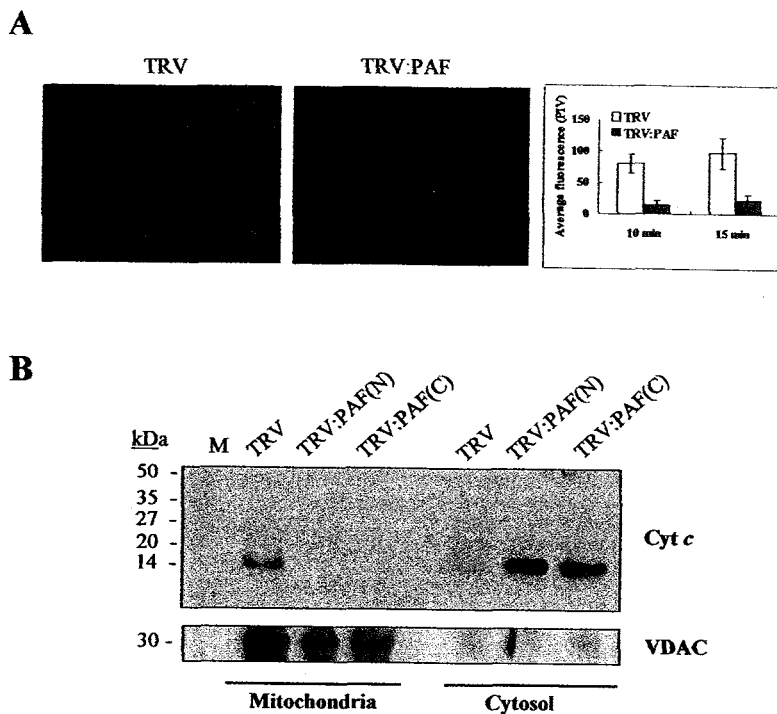 A
TRV
TRV:PAF
Average fluorescence (PIV)
150
100
50
0
TRV
TRV:PAF
10 min
15 min
B
kDa
M
TRV
TRV:PAF(N)
TRV:PAF(C)
TRV
TRV:PAF(N)
TRV:PAF(C)
50 -
35 -
27 -
20 -
14 -
Cyt c
30 -
VDAC
Mitochondria
Cytosol